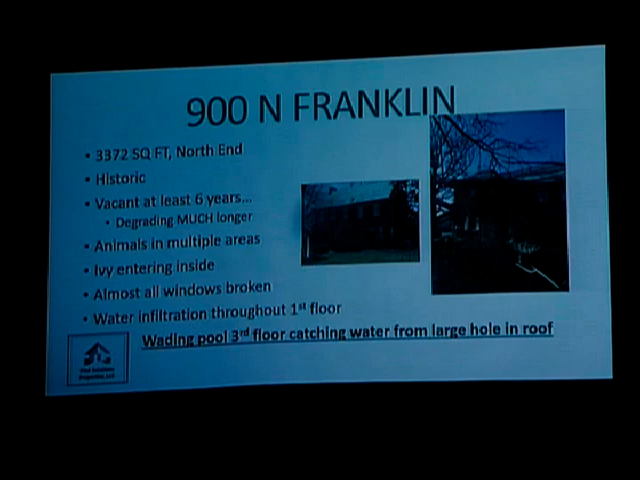 900 N FRANKLIN
• 3372 SQ FT, North End
• Historic
• Vacant at least 6 years...
• Degrading MUCH longer
• Animals in multiple areas
• Ivy entering inside
• Almost all windows broken
• Water infiltration throughout 1st floor
Wading pool 3rd floor catching water from large hole in roof
Properties, LLC